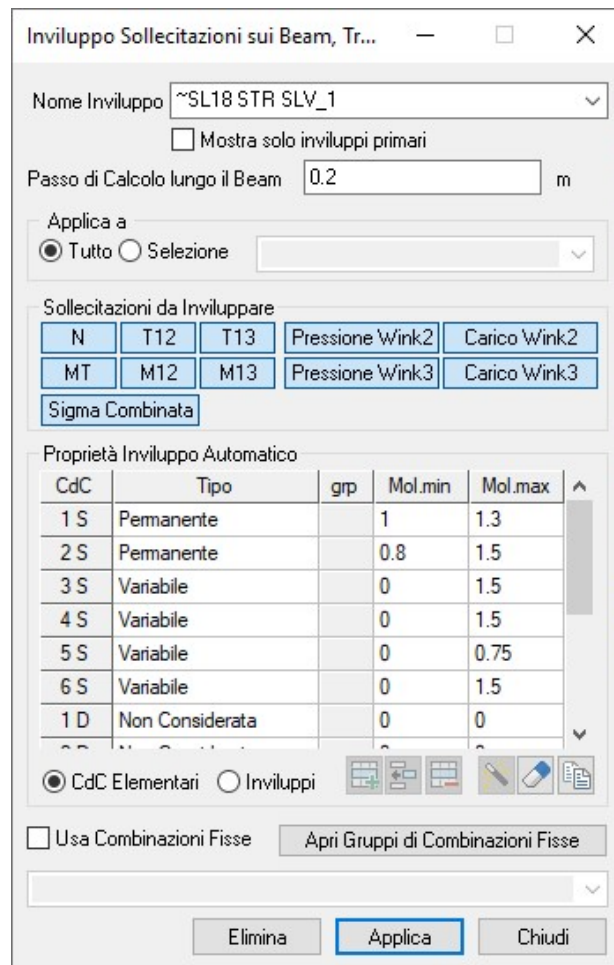 Inviluppo Sollecitazioni sui Beam, Tr...
Nome Inviluppo ~SL18 STR SLV_1
Mostra solo inviluppi primari
Passo di Calcolo lungo il Beam 0.2 m
Applica a
Tutto Selezione
Sollecitazioni da Inviluppare
N T12 T13 Pressione Wink2 Carico Wink2
MT M12 M13 Pressione Wink3 Carico Wink3
Sigma Combinata
Proprietà Inviluppo Automatico
CdC Tipo grp Mol.min Mol.max
1 S Permanente 1 1.3
2 S Permanente 0.8 1.5
3 S Variabile 0 1.5
4 S Variabile 0 1.5
5 S Variabile 0 0.75
6 S Variabile 0 1.5
1 D Non Considerata 0 0
CdC Elementari Inviluppi
Usa Combinazioni Fisse Apri Gruppi di Combinazioni Fisse
Elimina Applica Chiudi